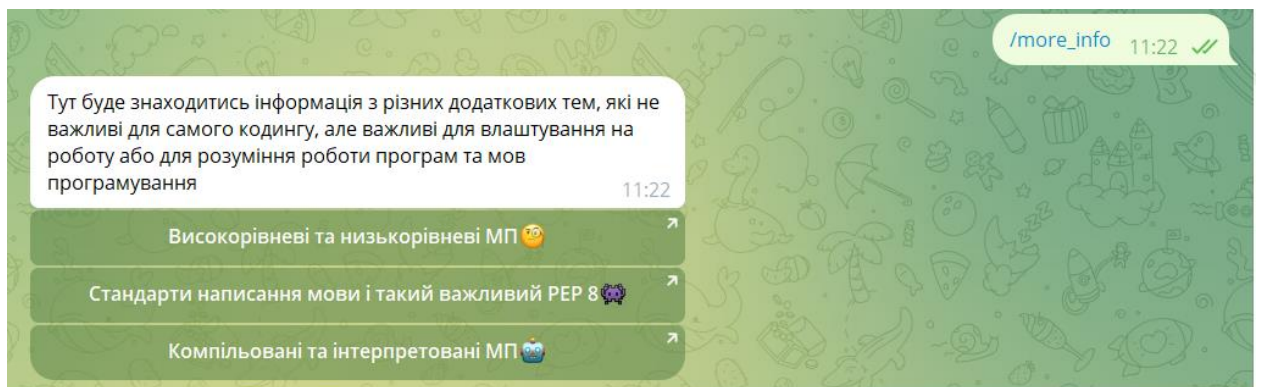 /more_info 11:22
Тут буде знаходитись інформація з різних додаткових тем, які не
важливі для самого кодингу, але важливі для влаштування на
роботу або для розуміння роботи програм та мов
програмування
11:22
Високорівневі та низькорівневі МП🧐
Стандарти написання мови і такий важливий PEP 8👾
Компільовані та інтерпретовані МП🤖